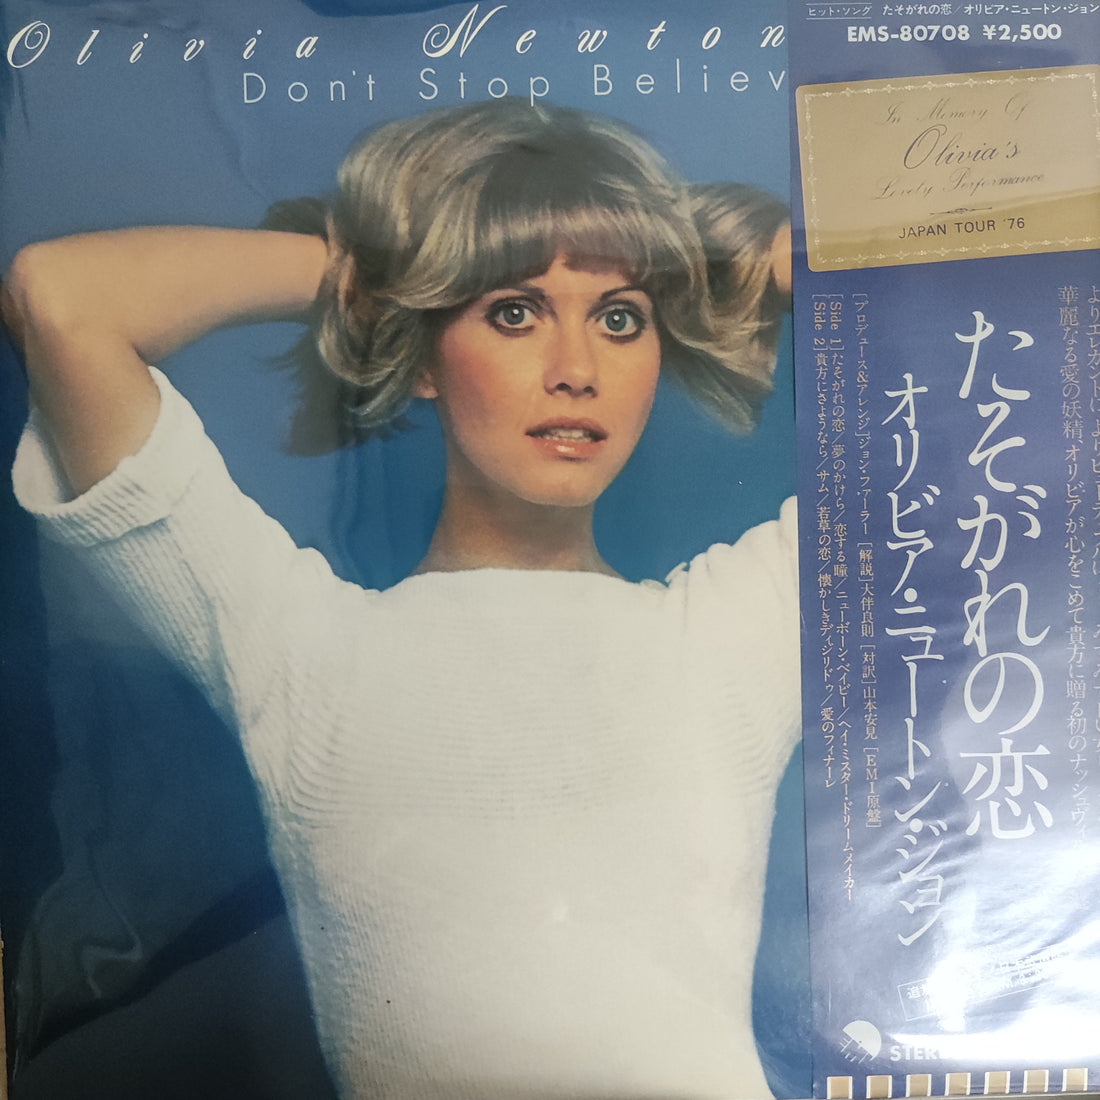 Olivia Newton
Don't Stop Believ
ヒット・ソング たそがれの恋/オリビア・ニュートン・ジョン
EMS-80708 ¥2,500
In Memory Of
Olivia's
Lovely Performance
JAPAN TOUR '76
華麗なる愛の妖精、オリビアが心をこめて貴方に贈る初のナッシュヴィ
たそがれの恋
オリビア・ニュートン・ジョン
[プロデュース&アレンジ]ジョン・ファーラー [解説]大伴良則 [対訳]山本安見 [EMI原盤]
[Side 1]たそがれの恋/夢のかけら/恋する瞳/ニューボーン・ベイビー/ヘイ・ミスター・ドリームメイカー
[Side 2]貴方にさようなら/サム/若草の恋/懐かしきディジリドゥ/愛のフィナーレ
EMI
STER